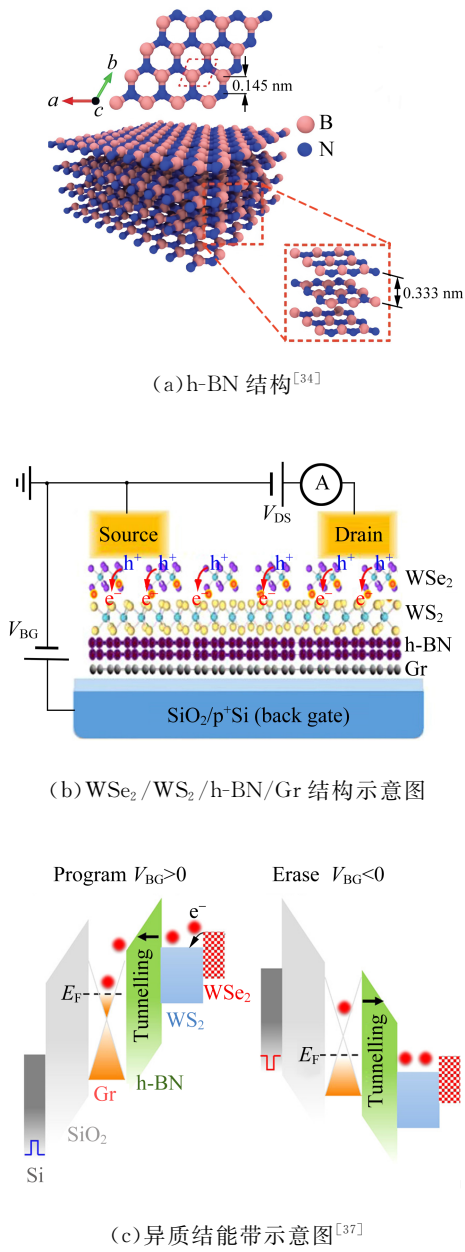 b
a
c
0.145 nm
B
N
0.333 nm
(a)h-BN 结构[34]
A
V_DS
Source
Drain
h⁺ h⁺ h⁺ h⁺ h⁺
WSe₂
e⁻ e⁻ e⁻ e⁻
WS₂
V_BG
h-BN
Gr
SiO₂/p⁺Si (back gate)
(b)WSe₂/WS₂/h-BN/Gr 结构示意图
Program V_BG>0
Erase V_BG<0
e⁻
E_F
Tunnelling
WSe₂
WS₂
Gr
h-BN
SiO₂
Si
E_F
Tunnelling
(c)异质结能带示意图[37]